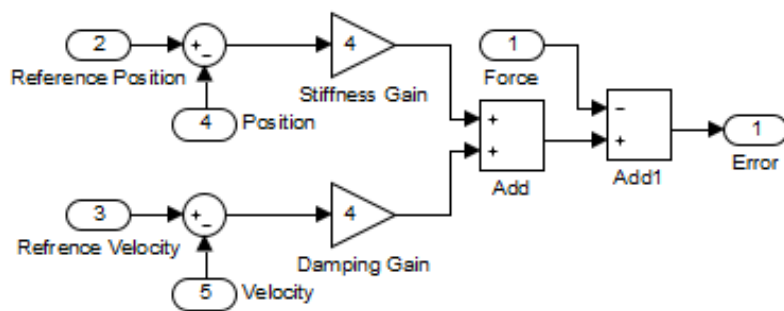 2
Reference Position
+
-
4
Position
4
Stiffness Gain
1
Force
3
Refrence Velocity
+
-
5
Velocity
4
Damping Gain
+
+
Add
-
+
Add1
1
Error